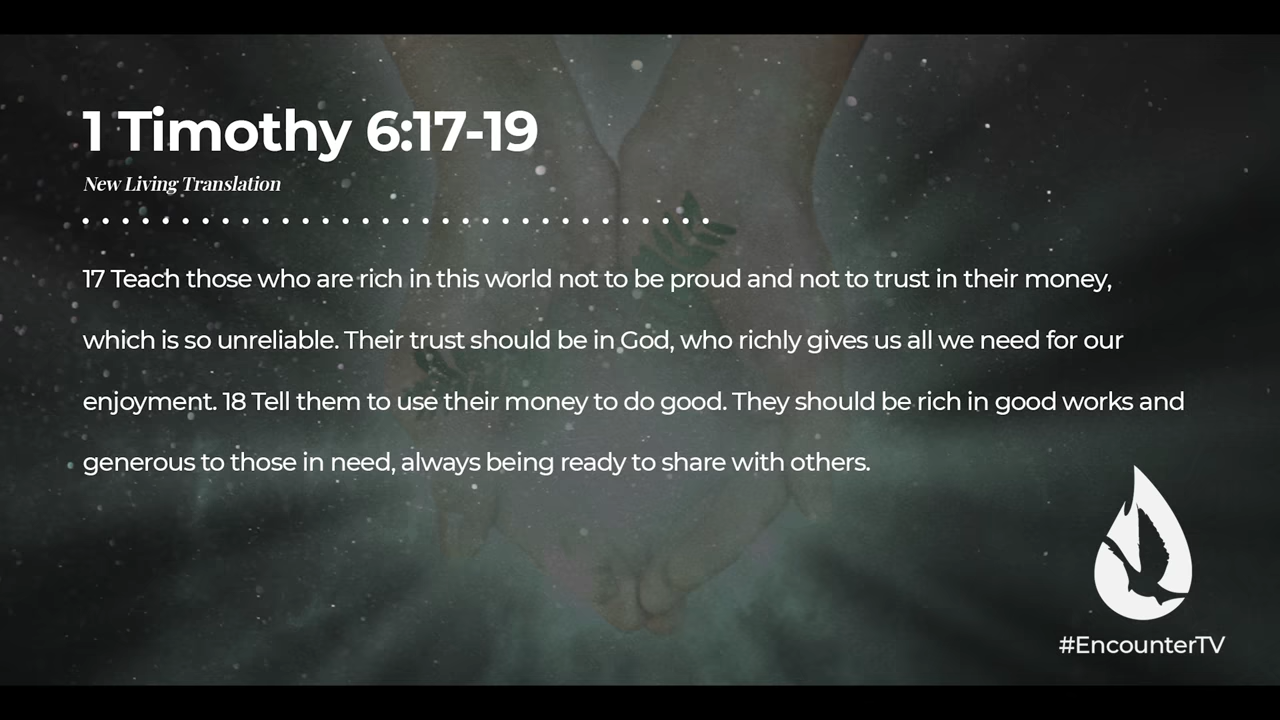 1 Timothy 6:17-19
New Living Translation
17 Teach those who are rich in this world not to be proud and not to trust in their money,
which is so unreliable. Their trust should be in God, who richly gives us all we need for our
enjoyment. 18 Tell them to use their money to do good. They should be rich in good works and
generous to those in need, always being ready to share with others.
#EncounterTV